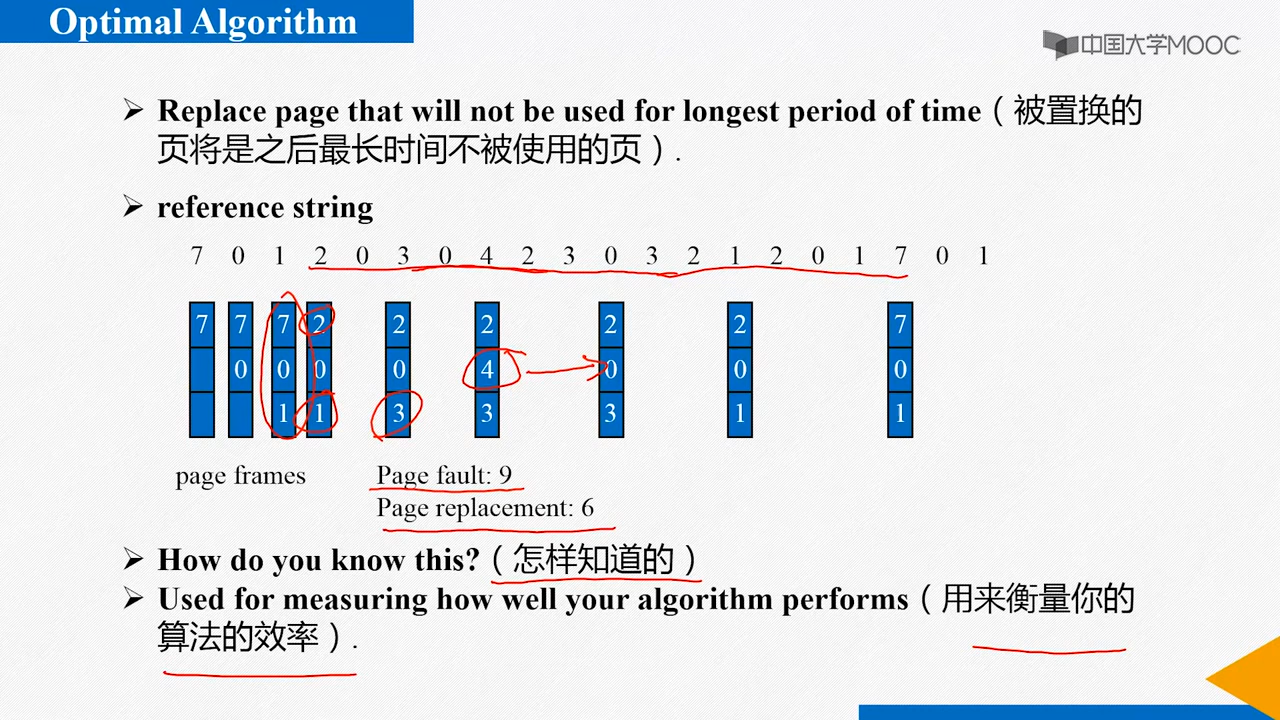 Optimal Algorithm
中国大学MOOC
➢ Replace page that will not be used for longest period of time（被置换的
页将是之后最长时间不被使用的页）.
➢ reference string
7 0 1 2 0 3 0 4 2 3 0 3 2 1 2 0 1 7 0 1
7 7 7 2 2 2 2 2 7
0 0 0 0 4 0 0 0
1 1 3 3 3 1 1
page frames Page fault: 9
Page replacement: 6
➢ How do you know this?（怎样知道的）
➢ Used for measuring how well your algorithm performs（用来衡量你的
算法的效率）.